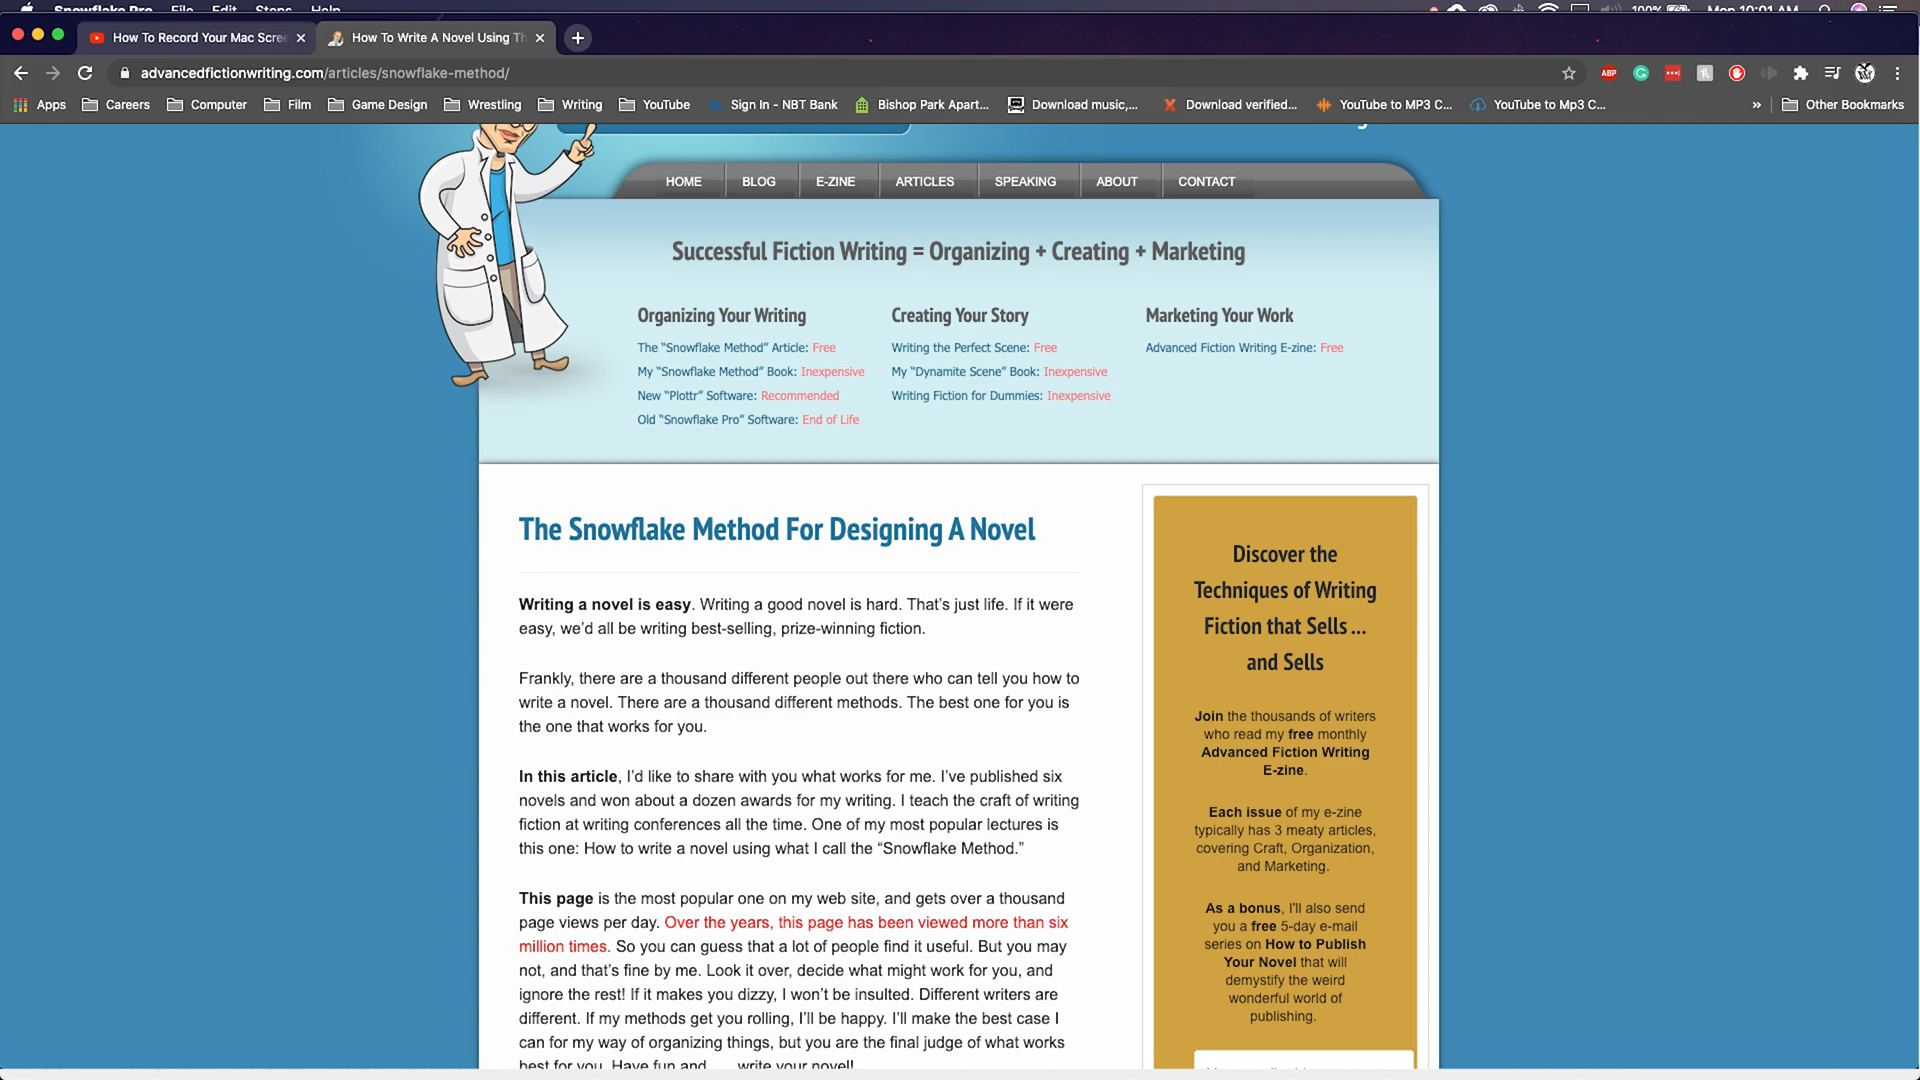 Snowflake Pro File Edit Steps Help
100% Mon 10:01 AM
How To Record Your Mac Scre
How To Write A Novel Using Th
advancedfictionwriting.com/articles/snowflake-method/
ABP
Apps Careers Computer Film Game Design Wrestling Writing YouTube Sign In - NBT Bank Bishop Park Apart... Download music,... Download verified... YouTube to MP3 C... YouTube to Mp3 C... » Other Bookmarks
HOME BLOG E-ZINE ARTICLES SPEAKING ABOUT CONTACT
Successful Fiction Writing = Organizing + Creating + Marketing
Organizing Your Writing
The “Snowflake Method” Article: Free
My “Snowflake Method” Book: Inexpensive
New “Plottr” Software: Recommended
Old “Snowflake Pro” Software: End of Life
Creating Your Story
Writing the Perfect Scene: Free
My “Dynamite Scene” Book: Inexpensive
Writing Fiction for Dummies: Inexpensive
Marketing Your Work
Advanced Fiction Writing E-zine: Free
The Snowflake Method For Designing A Novel
Writing a novel is easy. Writing a good novel is hard. That’s just life. If it were
easy, we’d all be writing best-selling, prize-winning fiction.
Frankly, there are a thousand different people out there who can tell you how to
write a novel. There are a thousand different methods. The best one for you is
the one that works for you.
In this article, I’d like to share with you what works for me. I’ve published six
novels and won about a dozen awards for my writing. I teach the craft of writing
fiction at writing conferences all the time. One of my most popular lectures is
this one: How to write a novel using what I call the “Snowflake Method.”
This page is the most popular one on my web site, and gets over a thousand
page views per day. Over the years, this page has been viewed more than six
million times. So you can guess that a lot of people find it useful. But you may
not, and that’s fine by me. Look it over, decide what might work for you, and
ignore the rest! If it makes you dizzy, I won’t be insulted. Different writers are
different. If my methods get you rolling, I’ll be happy. I’ll make the best case I
can for my way of organizing things, but you are the final judge of what works
best for you. Have fun and . . . write your novel!
Discover the
Techniques of Writing
Fiction that Sells ...
and Sells
Join the thousands of writers
who read my free monthly
Advanced Fiction Writing
E-zine.
Each issue of my e-zine
typically has 3 meaty articles,
covering Craft, Organization,
and Marketing.
As a bonus, I'll also send
you a free 5-day e-mail
series on How to Publish
Your Novel that will
demystify the weird
wonderful world of
publishing.